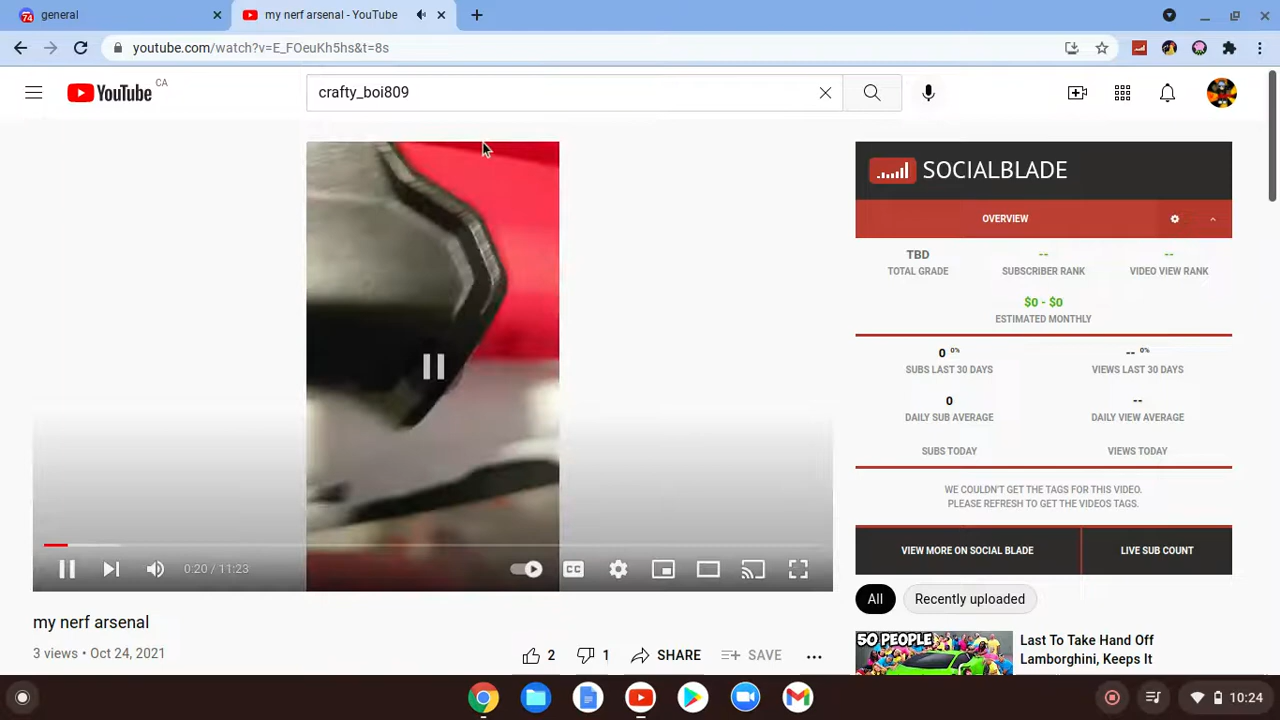 74
general
my nerf arsenal - YouTube
youtube.com/watch?v=E_FOeuKh5hs&t=8s
YouTube CA
crafty_boi809
SOCIALBLADE
OVERVIEW
TBD
TOTAL GRADE
--
SUBSCRIBER RANK
--
VIDEO VIEW RANK
$0 - $0
ESTIMATED MONTHLY
0 0%
SUBS LAST 30 DAYS
-- 0%
VIEWS LAST 30 DAYS
0
DAILY SUB AVERAGE
--
DAILY VIEW AVERAGE
SUBS TODAY
VIEWS TODAY
WE COULDN'T GET THE TAGS FOR THIS VIDEO.
PLEASE REFRESH TO GET THE VIDEOS TAGS.
VIEW MORE ON SOCIAL BLADE
LIVE SUB COUNT
0:20 / 11:23
CC
All
Recently uploaded
my nerf arsenal
3 views • Oct 24, 2021
2
1
SHARE
SAVE
50 PEOPLE
Last To Take Hand Off
Lamborghini, Keeps It
10:24